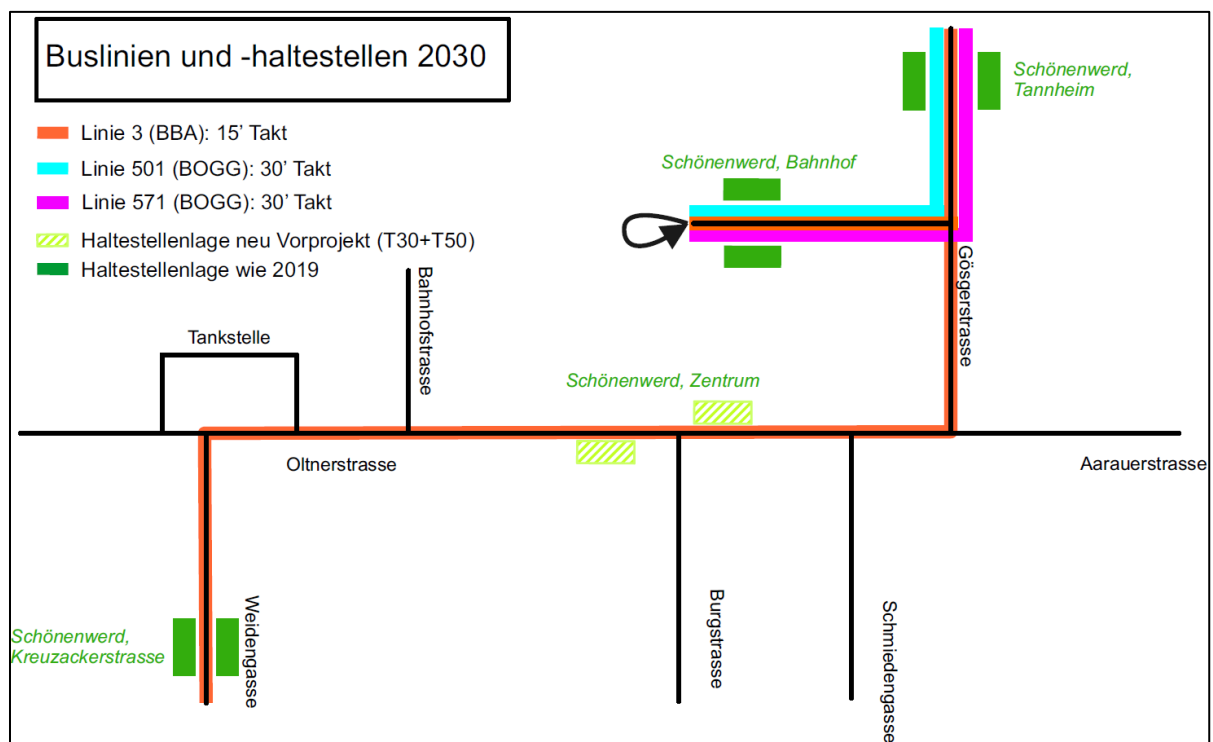 Buslinien und -haltestellen 2030
Linie 3 (BBA): 15' Takt
Linie 501 (BOGG): 30' Takt
Linie 571 (BOGG): 30' Takt
Haltestellenlage neu Vorprojekt (T30+T50)
Haltestellenlage wie 2019
Schönenwerd,
Tannheim
Schönenwerd, Bahnhof
Gösgerstrasse
Bahnhofstrasse
Tankstelle
Schönenwerd, Zentrum
Oltnerstrasse
Aarauerstrasse
Schönenwerd,
Kreuzackerstrasse
Weidengasse
Burgstrasse
Schmiedengasse